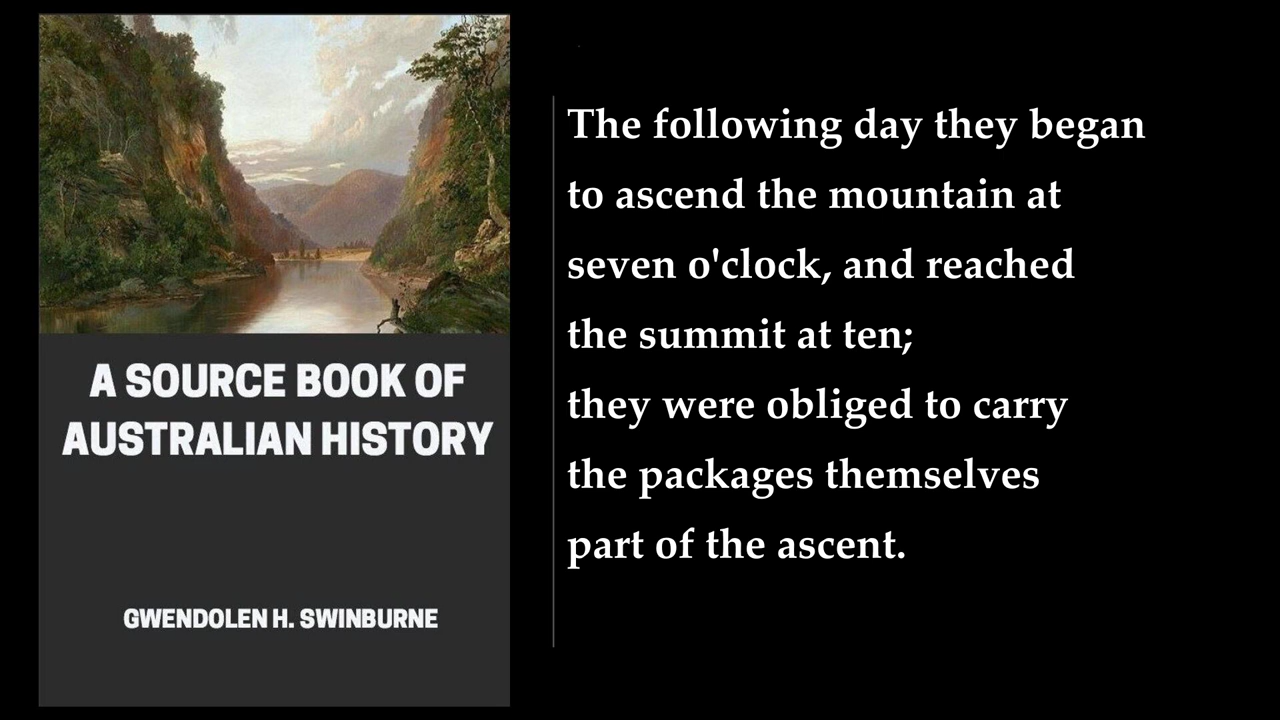 A SOURCE BOOK OF
AUSTRALIAN HISTORY
GWENDOLEN H. SWINBURNE
The following day they began
to ascend the mountain at
seven o'clock, and reached
the summit at ten;
they were obliged to carry
the packages themselves
part of the ascent.